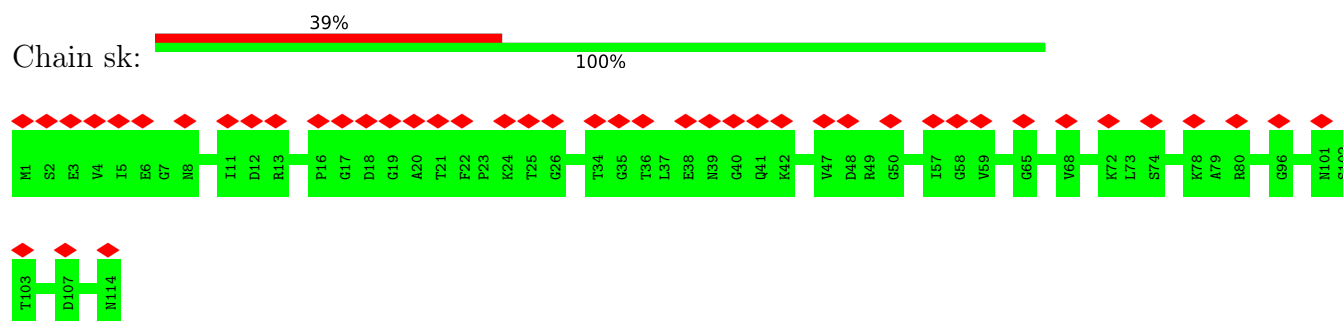 39%
Chain sk:
100%
M1 S2 E3 V4 I5 E6 G7 N8 I11 D12 R13 P16 G17 D18 G19 A20 T21 F22 P23 K24 T25 G26 T34 G35 T36 L37 E38 N39 G40 Q41 K42 V47 D48 R49 G50 I57 G58 V59 G65 V68 K72 L73 S74 K78 A79 R80 G96 N101 S102
T103 D107 N114